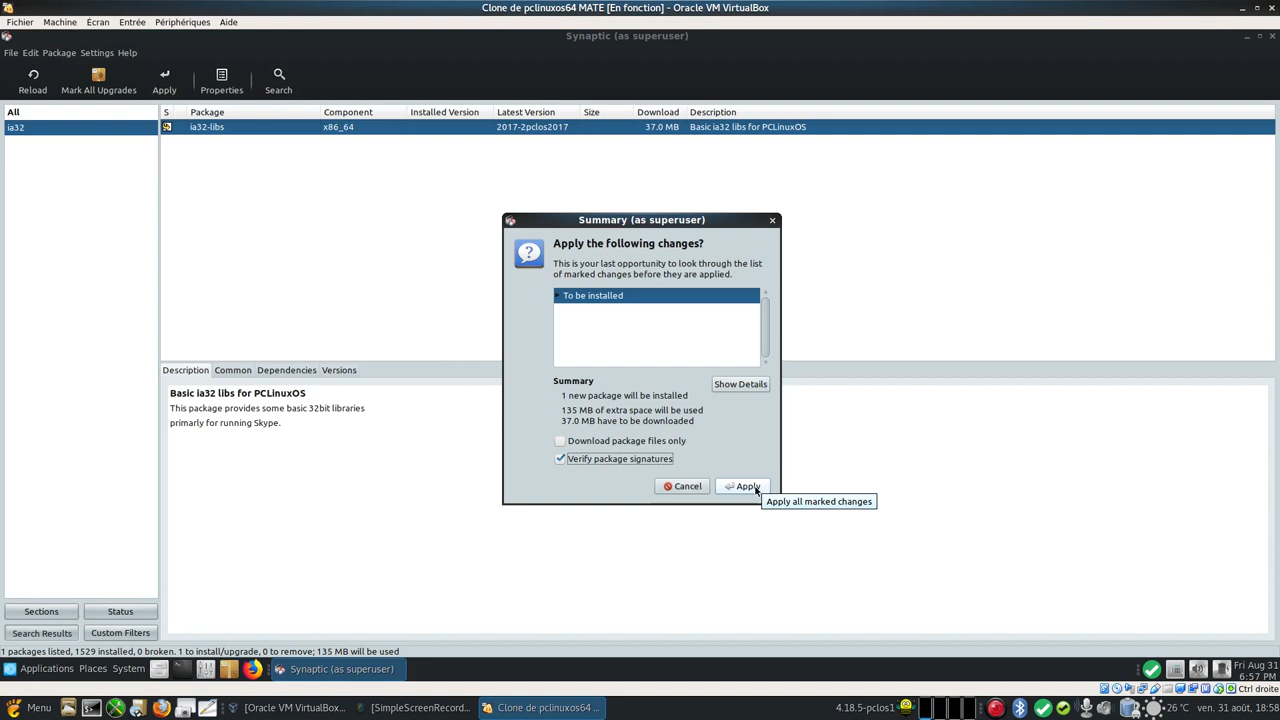 Clone de pclinuxos64 MATE [En fonction] - Oracle VM VirtualBox
Fichier Machine Écran Entrée Périphériques Aide
Synaptic (as superuser)
File Edit Package Settings Help
Reload Mark All Upgrades Apply Properties Search
All
ia32
S Package Component Installed Version Latest Version Size Download Description
ia32-libs x86_64 2017-2pclos2017 37.0 MB Basic ia32 libs for PCLinuxOS
Summary (as superuser)
Apply the following changes?
This is your last opportunity to look through the list
of marked changes before they are applied.
To be installed
Summary
Show Details
1 new package will be installed
135 MB of extra space will be used
37.0 MB have to be downloaded
Download package files only
Verify package signatures
Cancel Apply
Apply all marked changes
Description Common Dependencies Versions
Basic ia32 libs for PCLinuxOS
This package provides some basic 32bit libraries
primarly for running Skype.
Sections Status
Search Results Custom Filters
1 packages listed, 1529 installed, 0 broken. 1 to install/upgrade, 0 to remove; 135 MB will be used
Applications Places System Synaptic (as superuser)
Fri Aug 31
6:57 PM
Ctrl droite
Menu [Oracle VM VirtualBox... [SimpleScreenRecord... Clone de pclinuxos64 ... 4.18.5-pclos1 26 °C ven. 31 août, 18:58